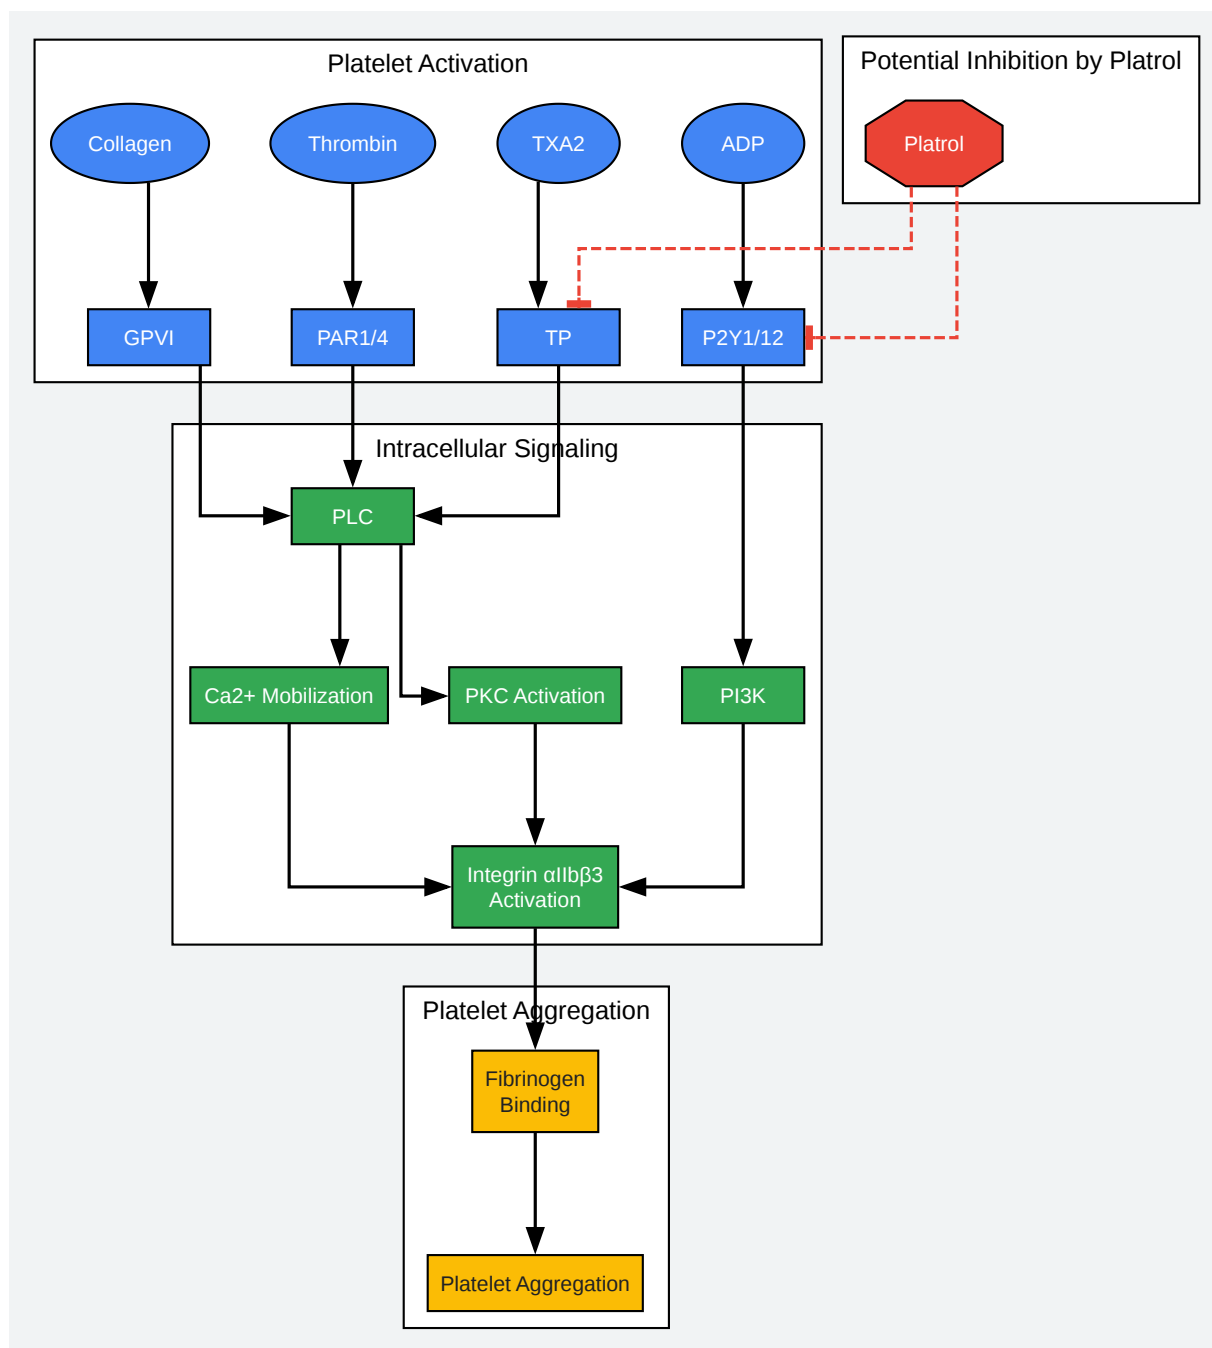 Platelet Activation
Potential Inhibition by Platrol
Collagen
Thrombin
TXA2
ADP
Platrol
GPVI
PAR1/4
TP
P2Y1/12
Intracellular Signaling
PLC
Ca2+ Mobilization
PKC Activation
PI3K
Integrin αIIbβ3
Activation
Platelet Aggregation
Fibrinogen
Binding
Platelet Aggregation